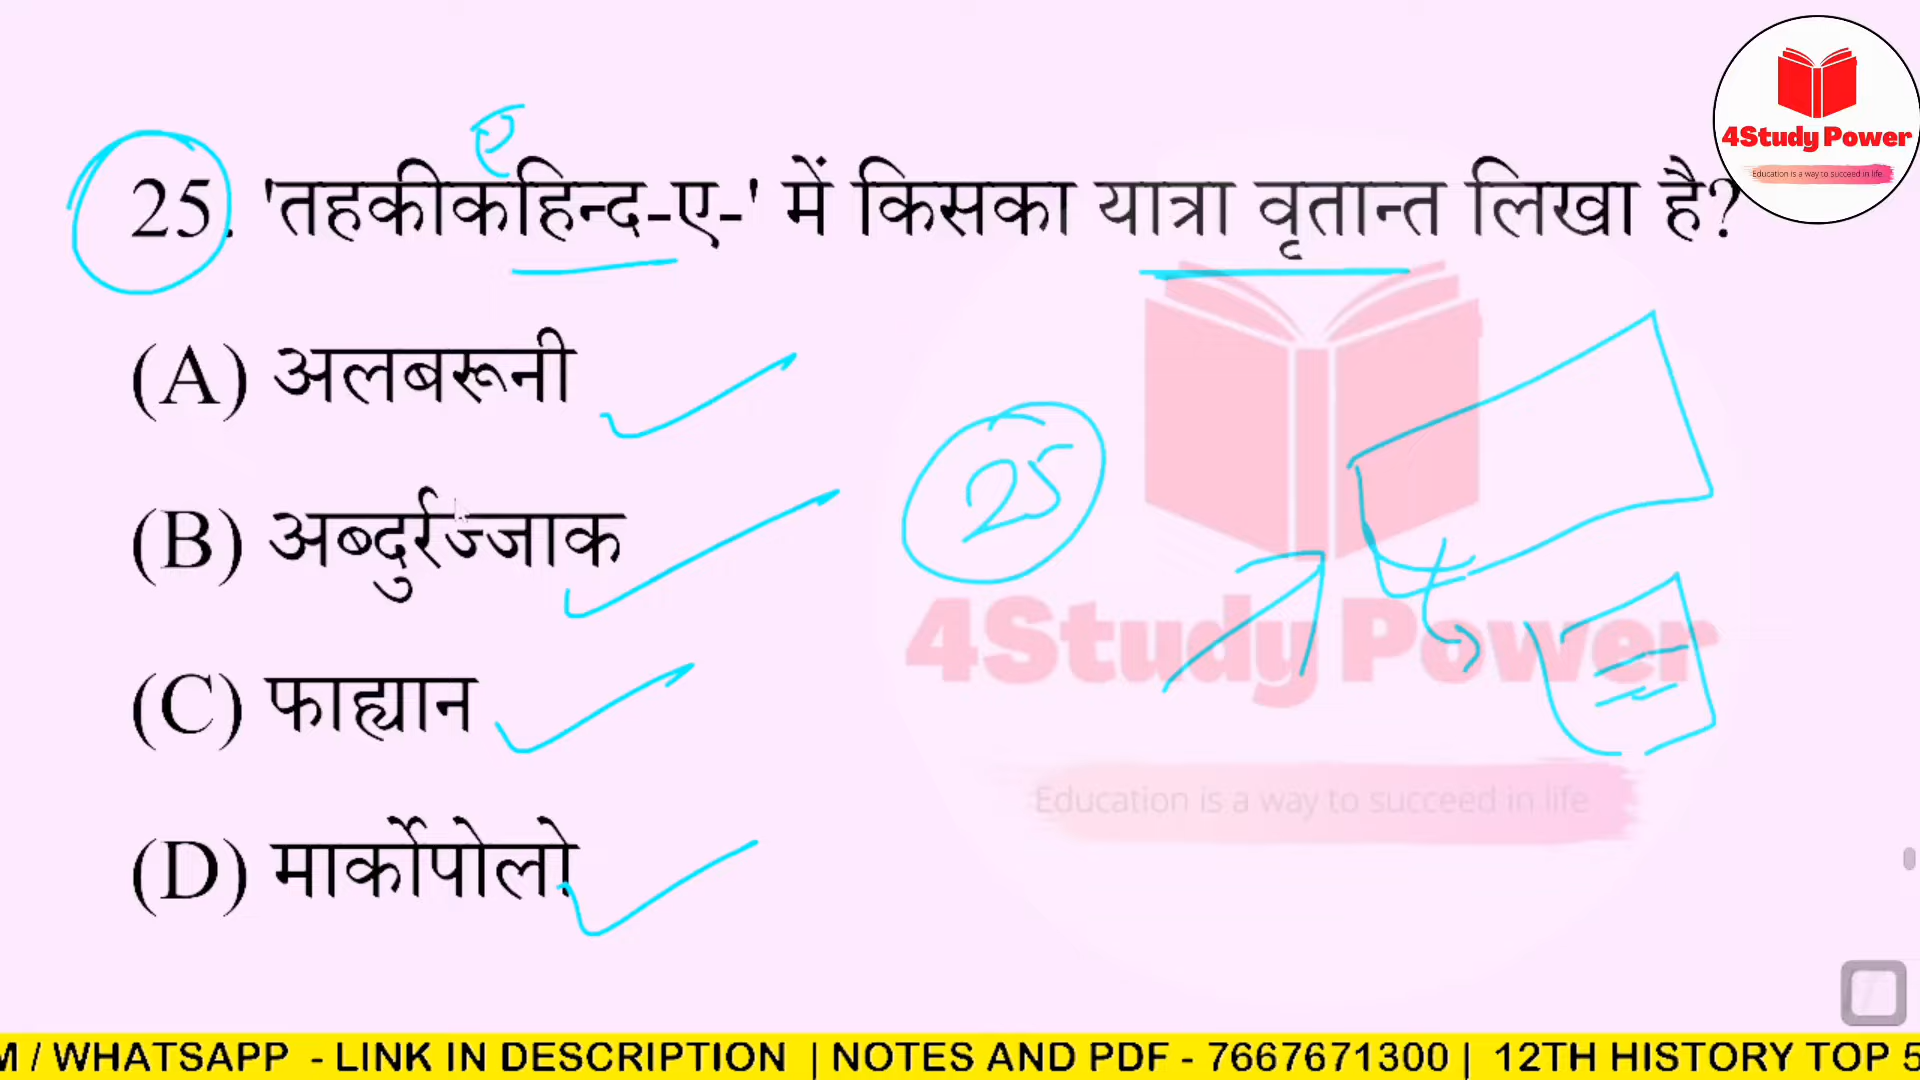 4Study Power
Education is a way to succeed in life
ए
25. 'तहकीकहिन्द-ए-' में किसका यात्रा वृतान्त लिखा है?
(A) अलबरूनी
(B) अब्दुर्रज्जाक
25
(C) फाह्यान
4Study Power
Education is a way to succeed in life
(D) मार्कोपोलो
M / WHATSAPP - LINK IN DESCRIPTION | NOTES AND PDF - 7667671300 | 12TH HISTORY TOP 5